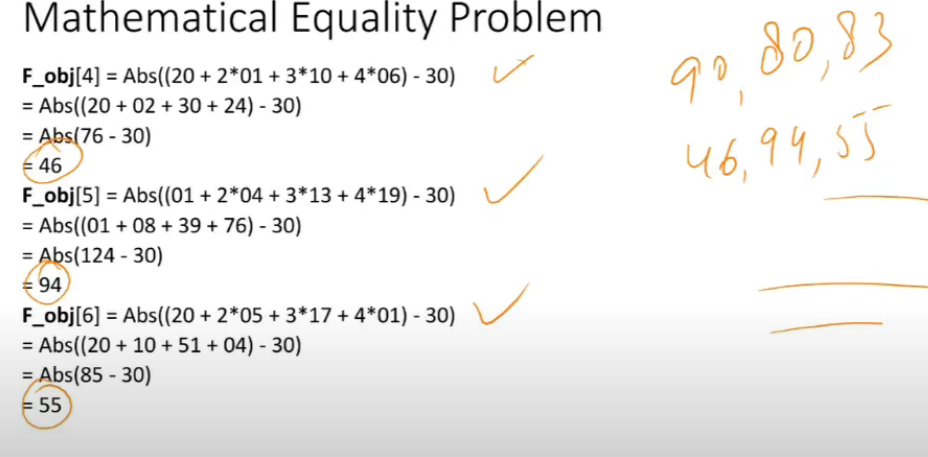 Mathematical Equality Problem
F_obj[4] = Abs((20 + 2*01 + 3*10 + 4*06) - 30)
= Abs((20 + 02 + 30 + 24) - 30)
= Abs(76 - 30)
= 46
F_obj[5] = Abs((01 + 2*04 + 3*13 + 4*19) - 30)
= Abs((01 + 08 + 39 + 76) - 30)
= Abs(124 - 30)
= 94
F_obj[6] = Abs((20 + 2*05 + 3*17 + 4*01) - 30)
= Abs((20 + 10 + 51 + 04) - 30)
= Abs(85 - 30)
= 55
90, 80, 83
46, 94, 55